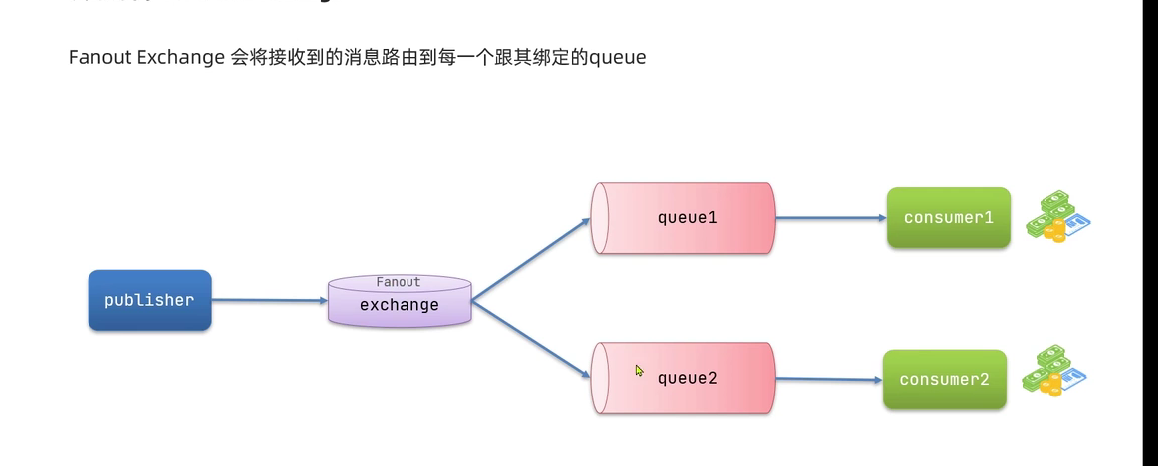 Fanout Exchange 会将接收到的消息路由到每一个跟其绑定的queue
queue1
consumer1
publisher
Fanout
exchange
queue2
consumer2